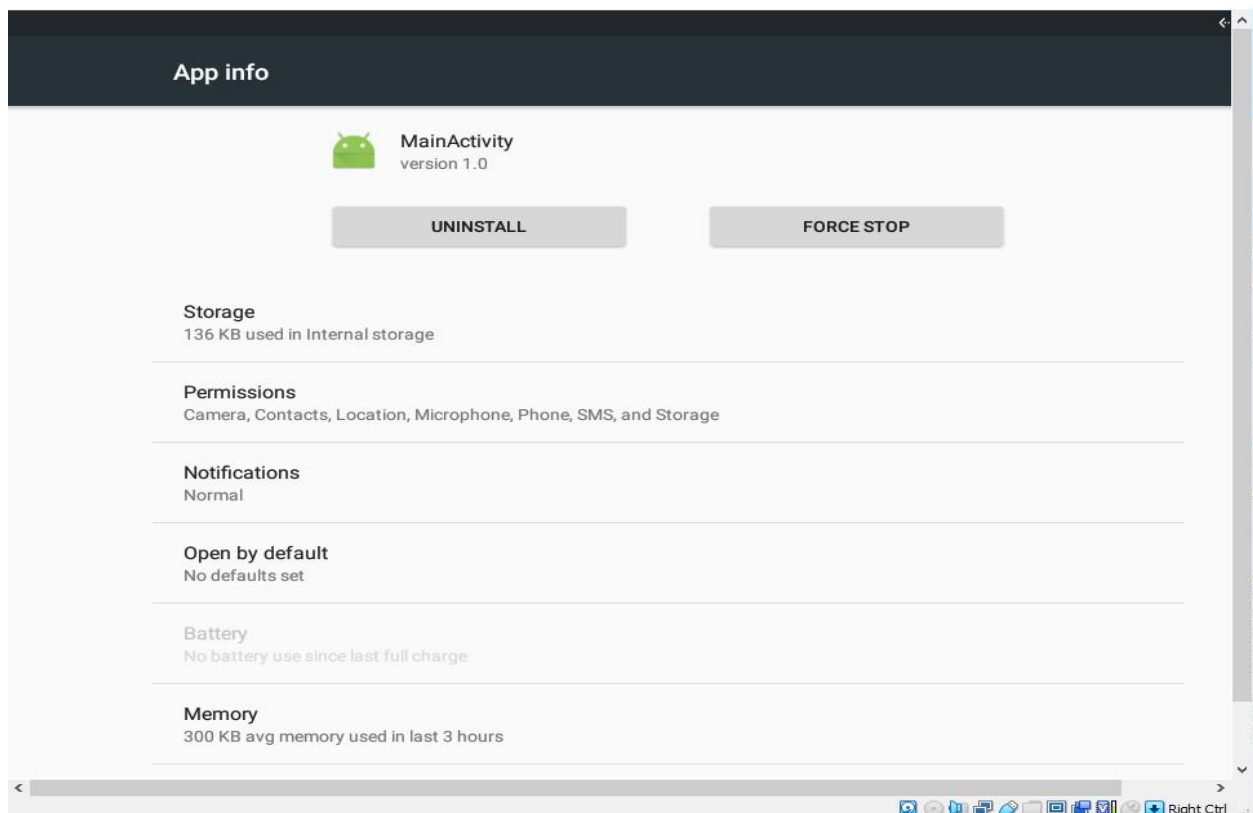 App info
MainActivity
version 1.0
UNINSTALL
FORCE STOP
Storage
136 KB used in Internal storage
Permissions
Camera, Contacts, Location, Microphone, Phone, SMS, and Storage
Notifications
Normal
Open by default
No defaults set
Battery
No battery use since last full charge
Memory
300 KB avg memory used in last 3 hours
Right Ctrl